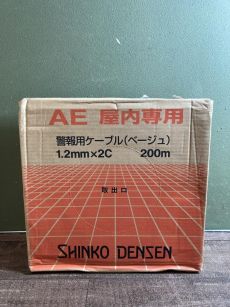 AE 屋内専用
警報用ケーブル(ベージュ)
1.2mm×2C 200m
取出口
SHINKO DENSEN